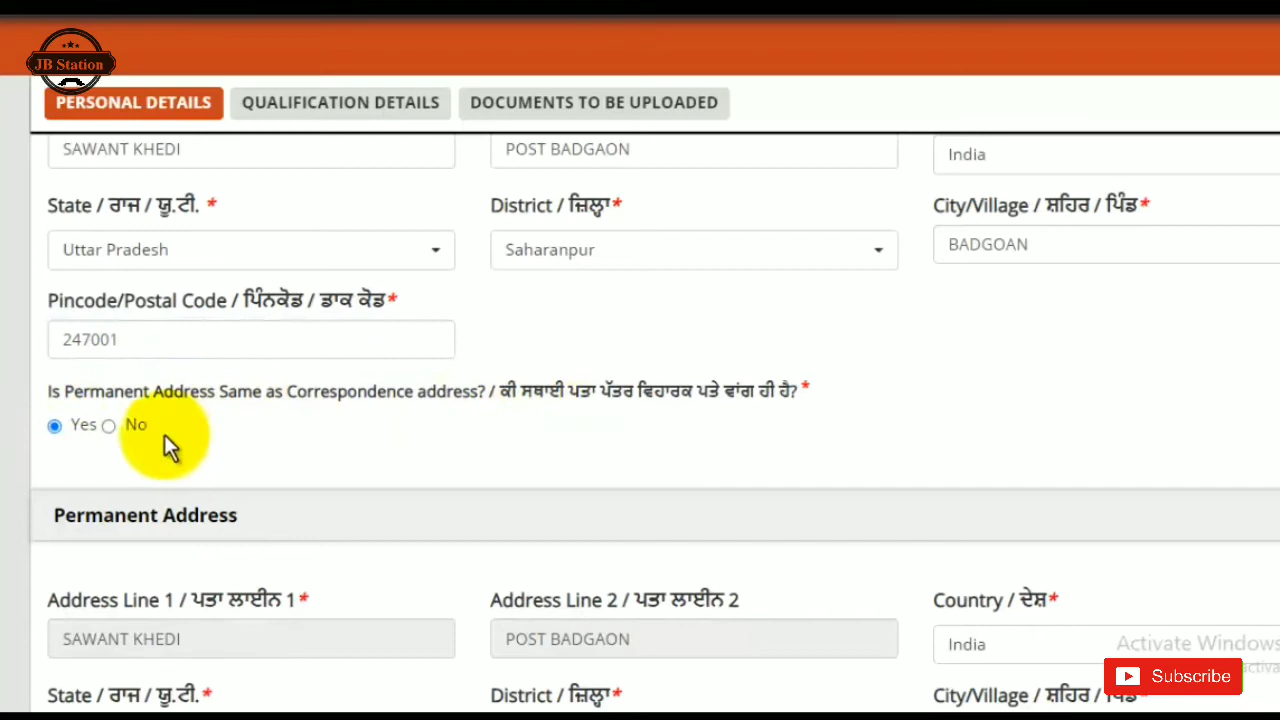 JB Station
PERSONAL DETAILS QUALIFICATION DETAILS DOCUMENTS TO BE UPLOADED
SAWANT KHEDI POST BADGAON India
State / ਰਾਜ / ਯੂ.ਟੀ. * District / ਜ਼ਿਲ੍ਹਾ* City/Village / ਸ਼ਹਿਰ / ਪਿੰਡ*
Uttar Pradesh Saharanpur BADGOAN
Pincode/Postal Code / ਪਿੰਨਕੋਡ / ਡਾਕ ਕੋਡ*
247001
Is Permanent Address Same as Correspondence address? / ਕੀ ਸਥਾਈ ਪਤਾ ਪੱਤਰ ਵਿਹਾਰਕ ਪਤੇ ਵਾਂਗ ਹੀ ਹੈ? *
Yes No
Permanent Address
Address Line 1 / ਪਤਾ ਲਾਈਨ 1* Address Line 2 / ਪਤਾ ਲਾਈਨ 2 Country / ਦੇਸ਼*
SAWANT KHEDI POST BADGAON India
Activate Windows
Subscribe
State / ਰਾਜ / ਯੂ.ਟੀ. * District / ਜ਼ਿਲ੍ਹਾ* City/Village / ਸ਼ਹਿਰ / ਪਿੰਡ*